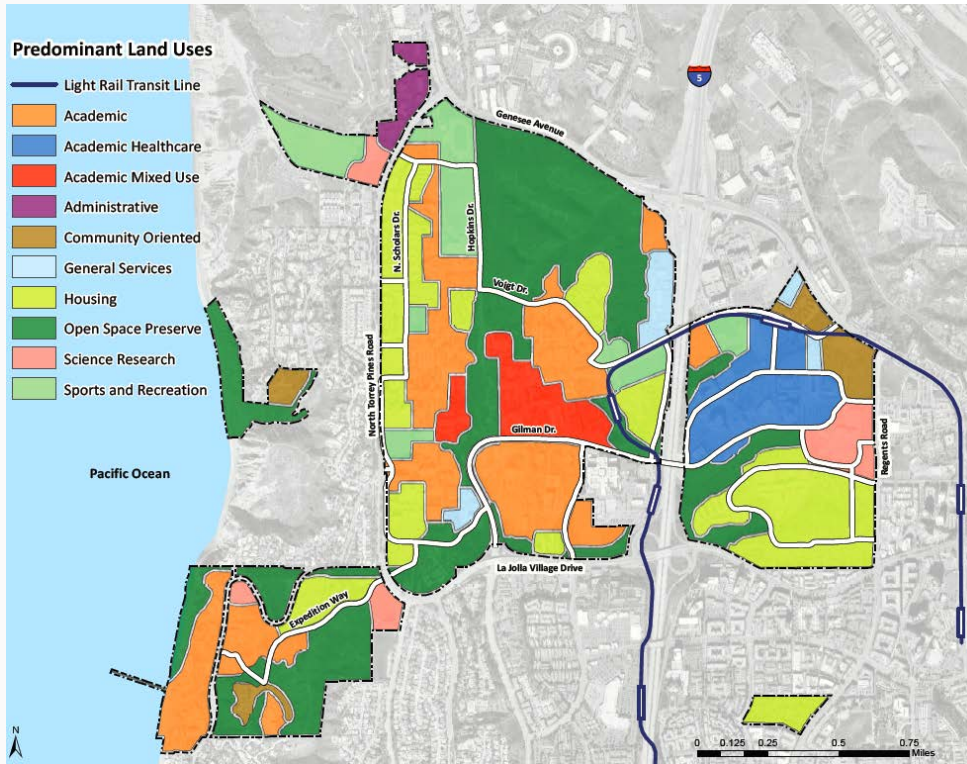 Predominant Land Uses
Light Rail Transit Line
Academic
Academic Healthcare
Academic Mixed Use
Administrative
Community Oriented
General Services
Housing
Open Space Preserve
Science Research
Sports and Recreation
5
Genesee Avenue
N. Scholars Dr.
Hopkins Dr.
Voigt Dr.
North Torrey Pines Road
Gilman Dr.
Regents Road
Pacific Ocean
La Jolla Village Drive
Expedition Way
N
0 0.125 0.25 0.5 0.75
Miles